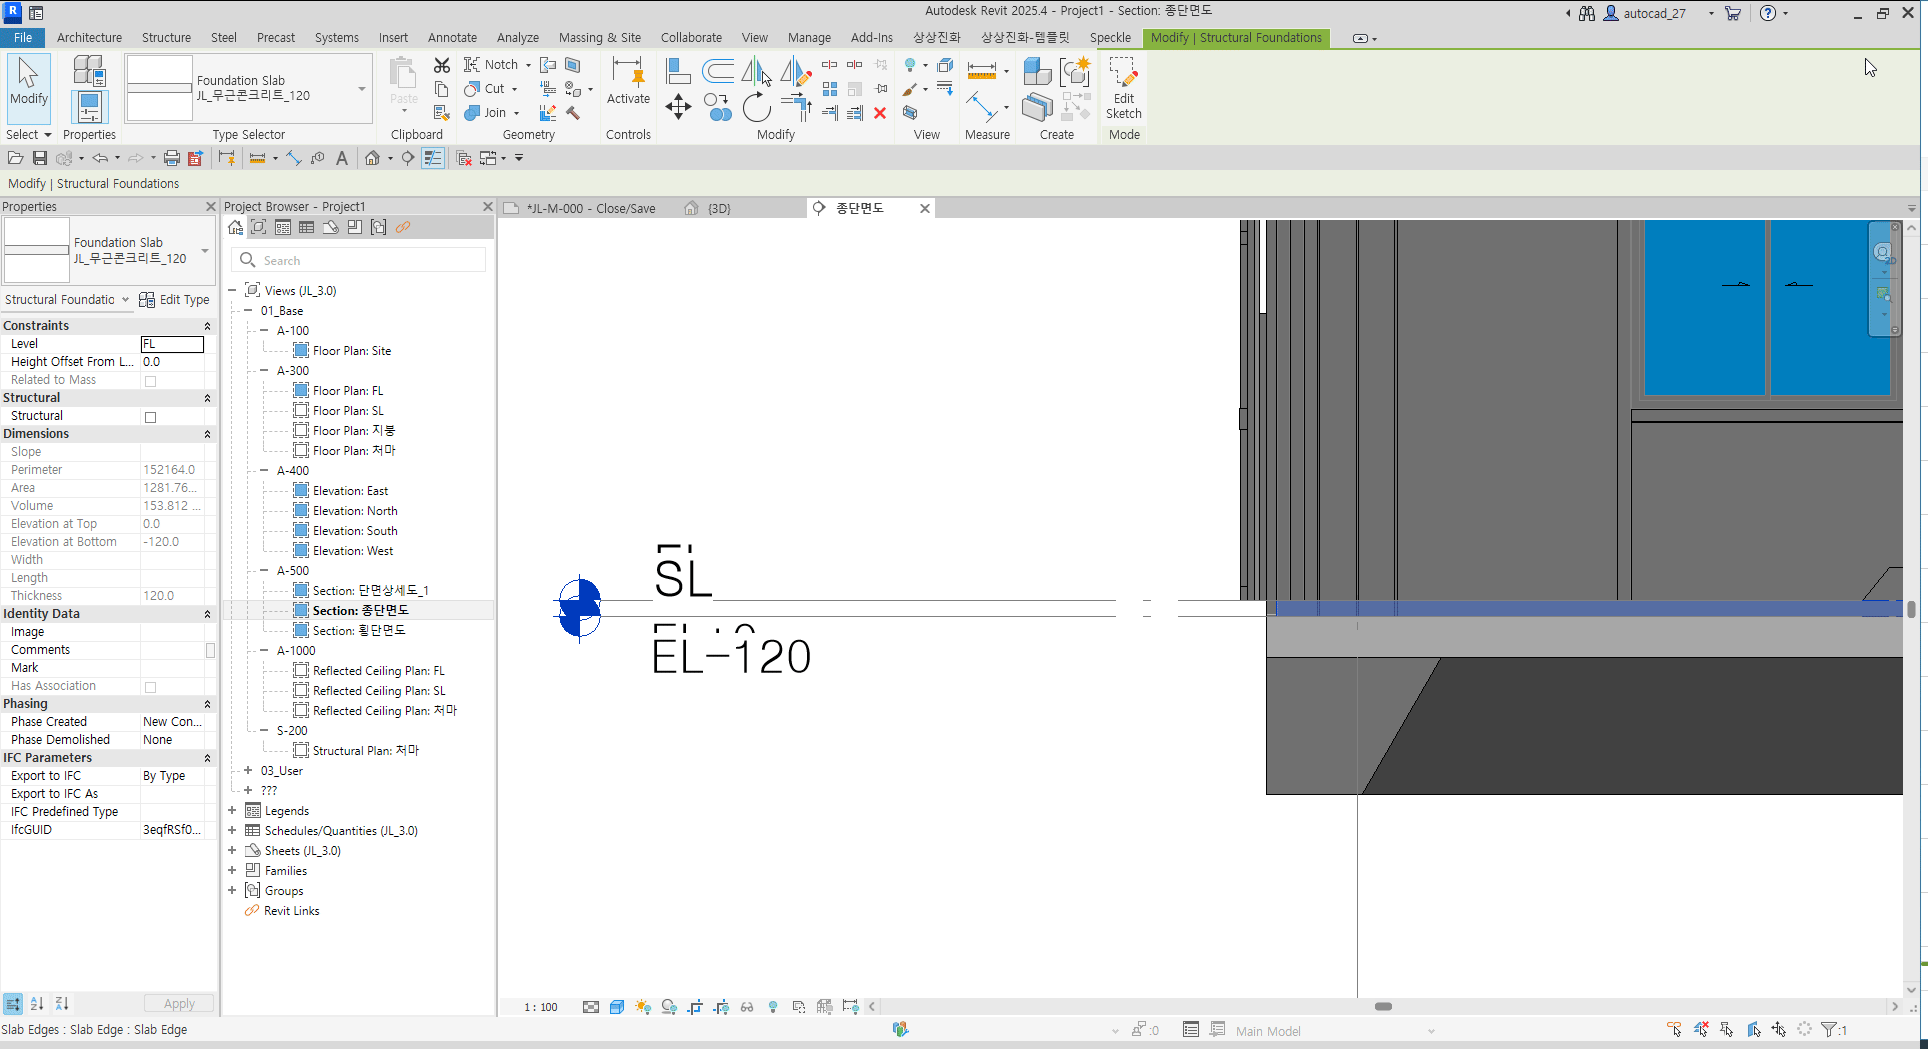 Autodesk Revit 2025.4 - Project1 - Section: 종단면도
autocad_27
File Architecture Structure Steel Precast Systems Insert Annotate Analyze Massing & Site Collaborate View Manage Add-Ins 상상진화 상상진화-템플릿 Speckle Modify | Structural Foundations
Modify
Foundation Slab
JL_무근콘크리트_120
Paste
Notch
Cut
Join
Activate
Edit
Sketch
Select Properties Type Selector Clipboard Geometry Controls Modify View Measure Create Mode
Modify | Structural Foundations
Properties
Foundation Slab
JL_무근콘크리트_120
Structural Foundatio
Edit Type
Constraints
Level FL
Height Offset From L... 0.0
Related to Mass
Structural
Structural
Dimensions
Slope
Perimeter 152164.0
Area 1281.76...
Volume 153.812 ...
Elevation at Top 0.0
Elevation at Bottom -120.0
Width
Length
Thickness 120.0
Identity Data
Image
Comments
Mark
Has Association
Phasing
Phase Created New Con...
Phase Demolished None
IFC Parameters
Export to IFC By Type
Export to IFC As
IFC Predefined Type
IfcGUID 3eqfRSf0...
Apply
Project Browser - Project1
Search
Views (JL_3.0)
01_Base
A-100
Floor Plan: Site
A-300
Floor Plan: FL
Floor Plan: SL
Floor Plan: 지붕
Floor Plan: 처마
A-400
Elevation: East
Elevation: North
Elevation: South
Elevation: West
A-500
Section: 단면상세도_1
Section: 종단면도
Section: 횡단면도
A-1000
Reflected Ceiling Plan: FL
Reflected Ceiling Plan: SL
Reflected Ceiling Plan: 처마
S-200
Structural Plan: 처마
03_User
???
Legends
Schedules/Quantities (JL_3.0)
Sheets (JL_3.0)
Families
Groups
Revit Links
*JL-M-000 - Close/Save
{3D}
종단면도
SL
EL-120
1 : 100
Slab Edges : Slab Edge : Slab Edge
:0
Main Model
:1